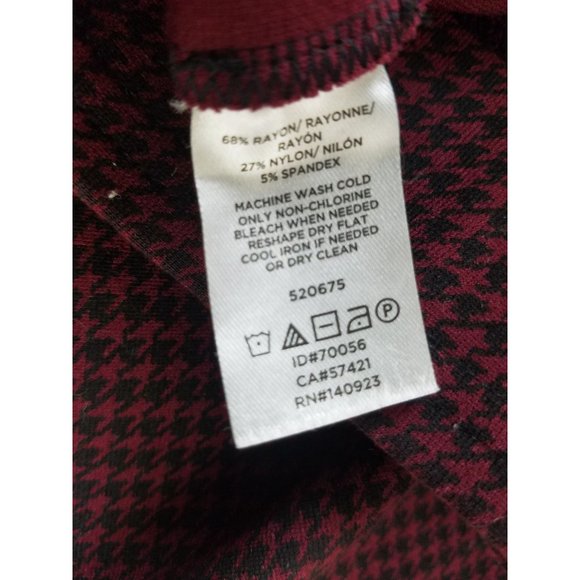 68% RAYON/ RAYONNE/
RAYÓN
27% NYLON/ NILÓN
5% SPANDEX
MACHINE WASH COLD
ONLY NON-CHLORINE
BLEACH WHEN NEEDED
RESHAPE DRY FLAT
COOL IRON IF NEEDED
OR DRY CLEAN
520675
P
ID#70056
CA#57421
RN#140923